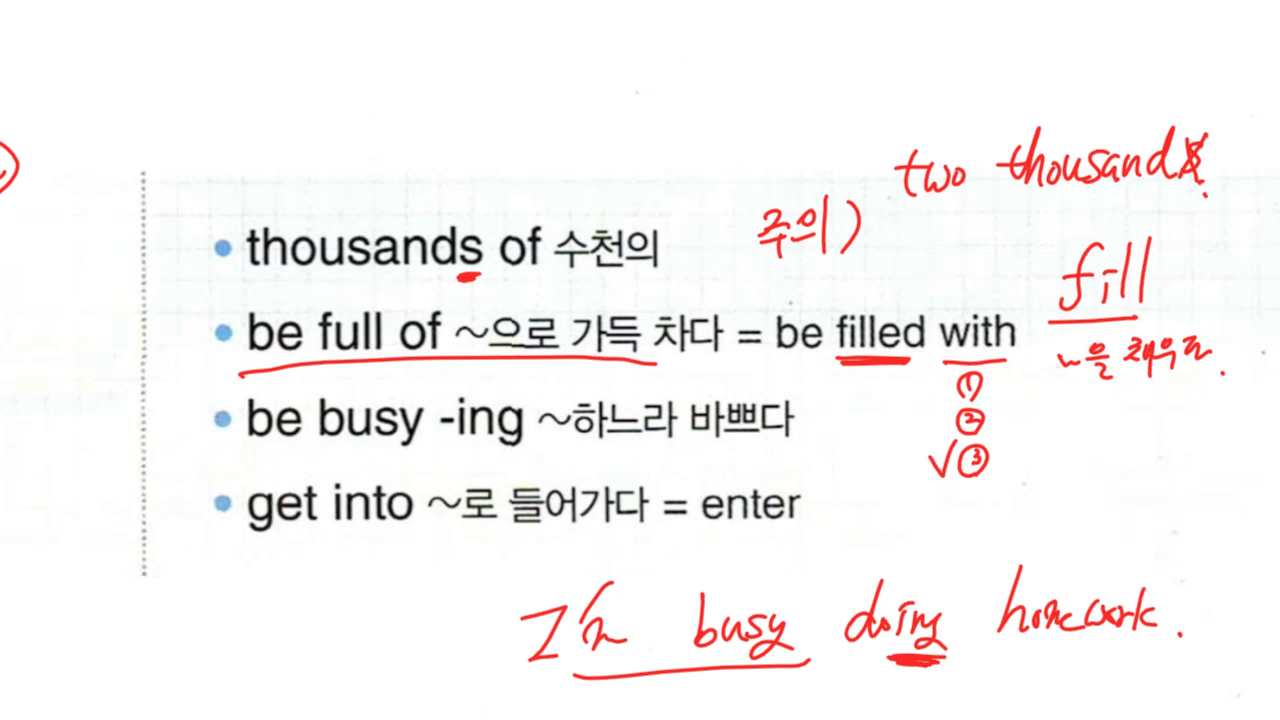 two thousands.
주의)
• thousands of 수천의
fill
• be full of ~으로 가득 차다 = be filled with
~을 채우다.
①
• be busy -ing ~하느라 바쁘다
②
✓③
• get into ~로 들어가다 = enter
I'm busy doing homework.